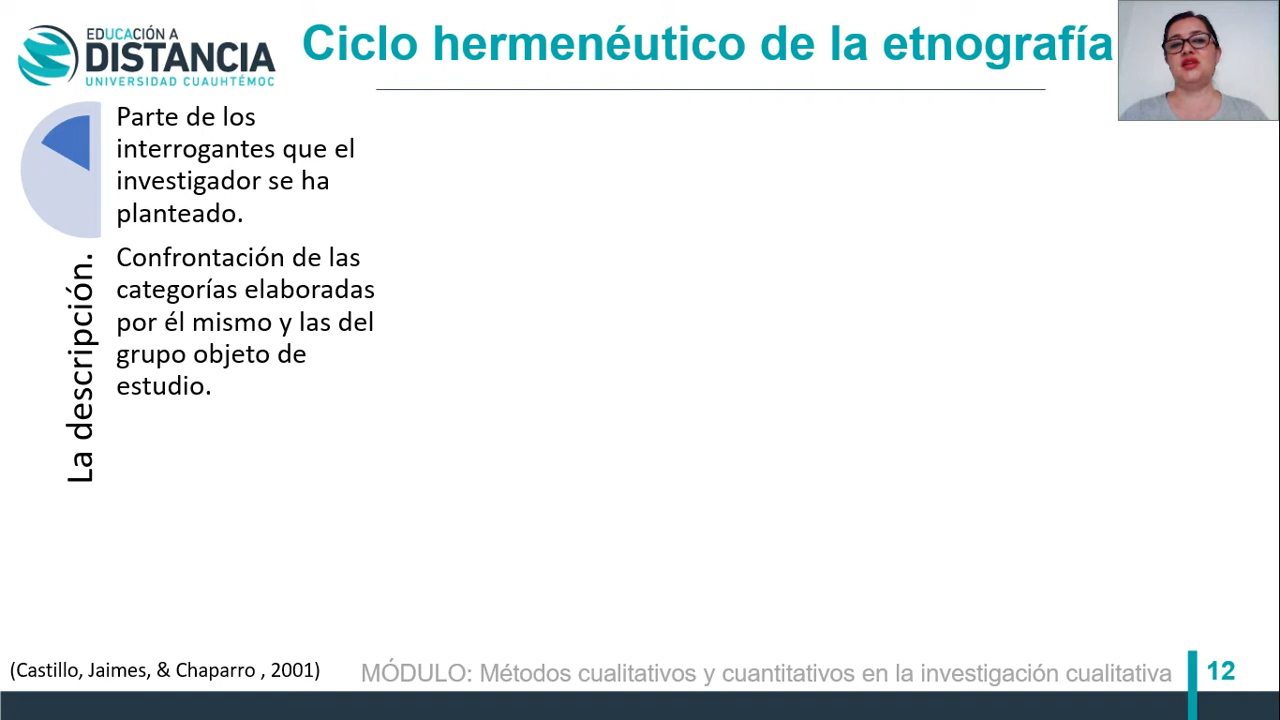 EDUCACIÓN A
DISTANCIA
UNIVERSIDAD CUAUHTÉMOC
Ciclo hermenéutico de la etnografía
Parte de los
interrogantes que el
investigador se ha
planteado.
Confrontación de las
categorías elaboradas
por él mismo y las del
grupo objeto de
estudio.
La descripción.
(Castillo, Jaimes, & Chaparro , 2001)
MÓDULO: Métodos cualitativos y cuantitativos en la investigación cualitativa
12